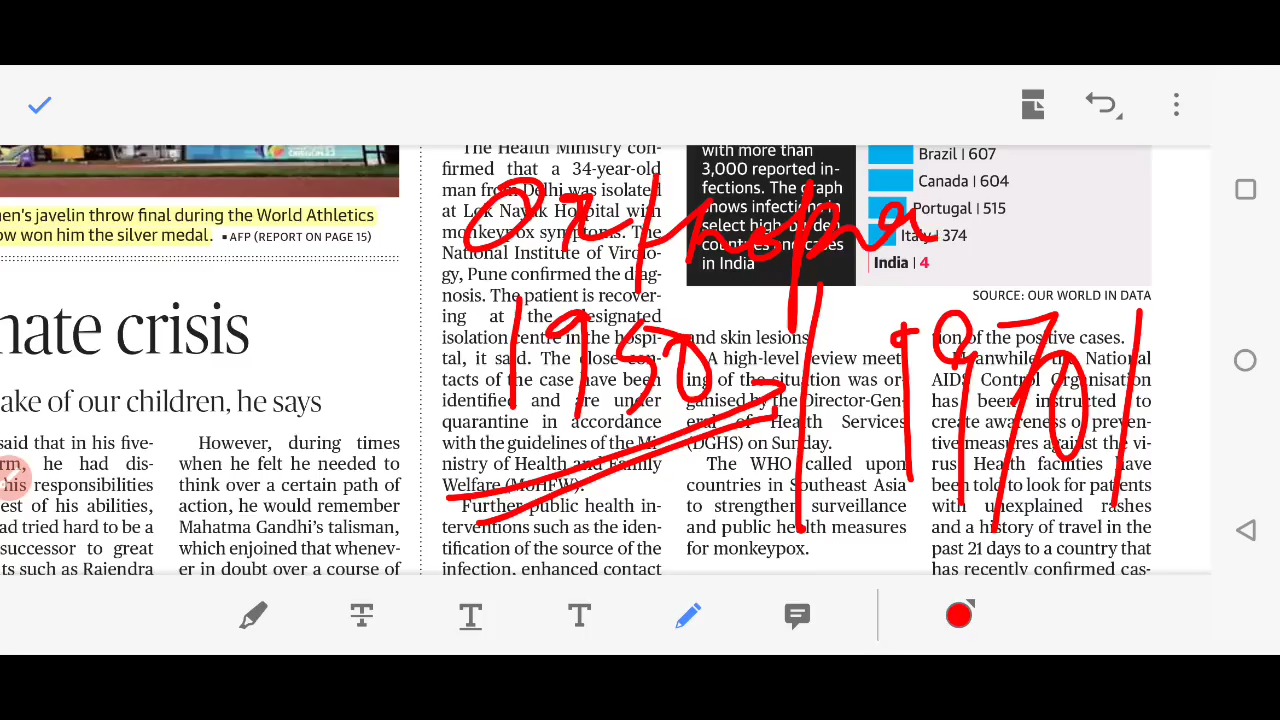 nen's javelin throw final during the World Athletics
ow won him the silver medal. ▪ AFP (REPORT ON PAGE 15)
nate crisis
ake of our children, he says
said that in his five-
rm, he had dis-
his responsibilities
est of his abilities,
ad tried hard to be a
successor to great
ts such as Rajendra
However, during times
when he felt he needed to
think over a certain path of
action, he would remember
Mahatma Gandhi's talisman,
which enjoined that whenev-
er in doubt over a course of
The Health Ministry con-
firmed that a 34-year-old
man from Delhi was isolated
at Lok Nayak Hospital with
monkeypox symptoms. The
National Institute of Virolo-
gy, Pune confirmed the diag-
nosis. The patient is recover-
ing at the designated
isolation centre in the hospi-
tal, it said. The close con-
tacts of the case have been
identified and are under
quarantine in accordance
with the guidelines of the Mi-
nistry of Health and Family
Welfare (MoHFW).
Further public health in-
terventions such as the iden-
tification of the source of the
infection, enhanced contact
with more than
3,000 reported in-
fections. The graph
shows infections in
select high-burden
countries and cases
in India
Brazil | 607
Canada | 604
Portugal | 515
Italy | 374
India | 4
SOURCE: OUR WORLD IN DATA
and skin lesions.
A high-level review meet-
ing of the situation was or-
ganised by the Director-Gen-
eral of Health Services
(DGHS) on Sunday.
The WHO called upon
countries in Southeast Asia
to strengthen surveillance
and public health measures
for monkeypox.
tion of the positive cases.
Meanwhile, the National
AIDS Control Organisation
has been instructed to
create awareness on preven-
tive measures against the vi-
rus. Health facilities have
been told to look for patients
with unexplained rashes
and a history of travel in the
past 21 days to a country that
has recently confirmed cas-
1950
1970